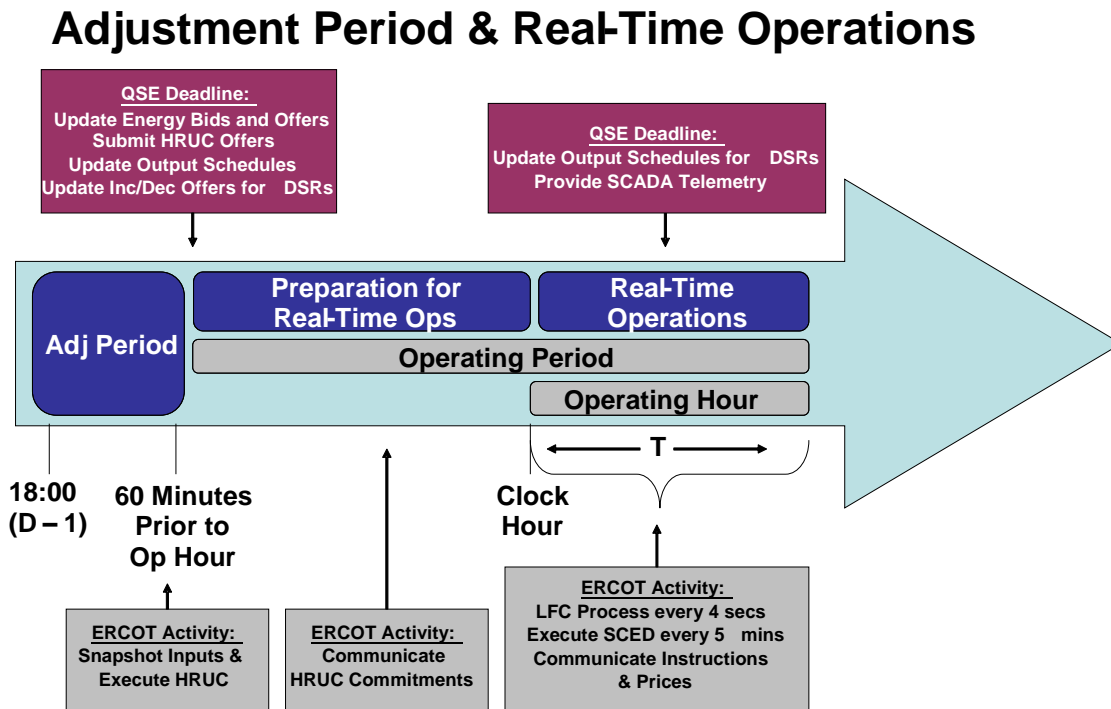 Adjustment Period & Real-Time Operations
QSE Deadline:
Update Energy Bids and Offers
Submit HRUC Offers
Update Output Schedules
Update Inc/Dec Offers for DSRs
QSE Deadline:
Update Output Schedules for DSRs
Provide SCADA Telemetry
Adj Period
Preparation for
Real-Time Ops
Real-Time
Operations
Operating Period
Operating Hour
T
18:00
(D – 1)
60 Minutes
Prior to
Op Hour
Clock
Hour
ERCOT Activity:
Snapshot Inputs &
Execute HRUC
ERCOT Activity:
Communicate
HRUC Commitments
ERCOT Activity:
LFC Process every 4 secs
Execute SCED every 5 mins
Communicate Instructions
& Prices